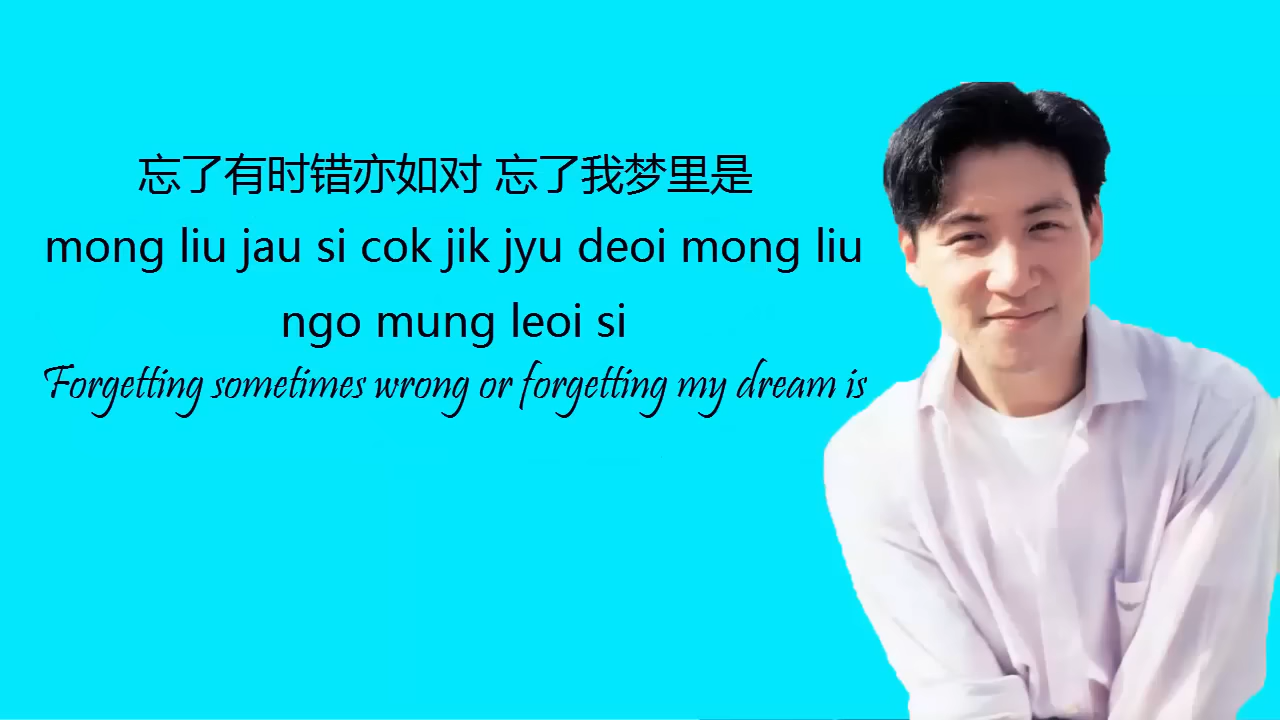 忘了有时错亦如对 忘了我梦里是
mong liu jau si cok jik jyu deoi mong liu
ngo mung leoi si
Forgetting sometimes wrong or forgetting my dream is